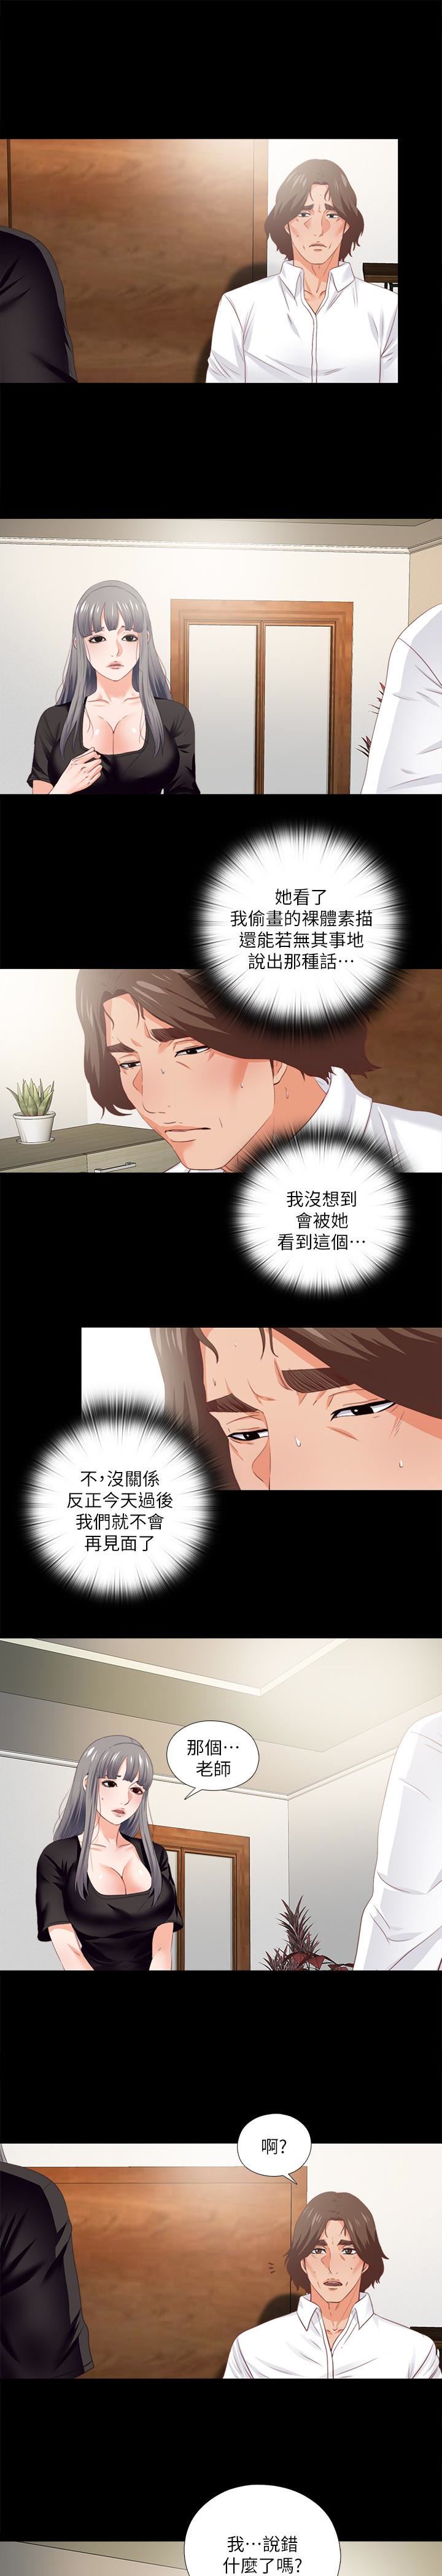 她看了
我偷畫的裸體素描
還能若無其事地
說出那種話…
我沒想到
會被她
看到這個…
不，沒關係
反正今天過後
我們就不會
再見面了
那個…
老師
啊?
我…說錯
什麼了嗎?